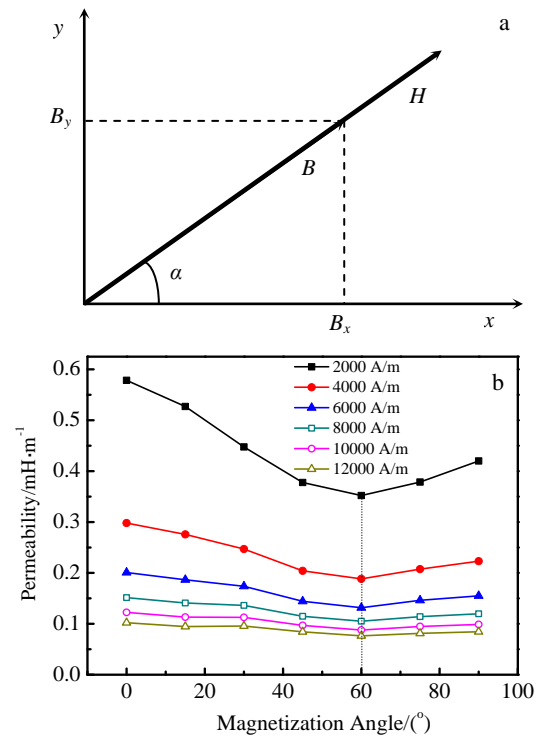 a
y
H
B_y
B
α
B_x
x
b
2000 A/m
4000 A/m
6000 A/m
8000 A/m
10000 A/m
12000 A/m
0.6
0.5
0.4
0.3
0.2
0.1
0.0
Permeability/mH·m⁻¹
0 20 40 60 80 100
Magnetization Angle/(°)